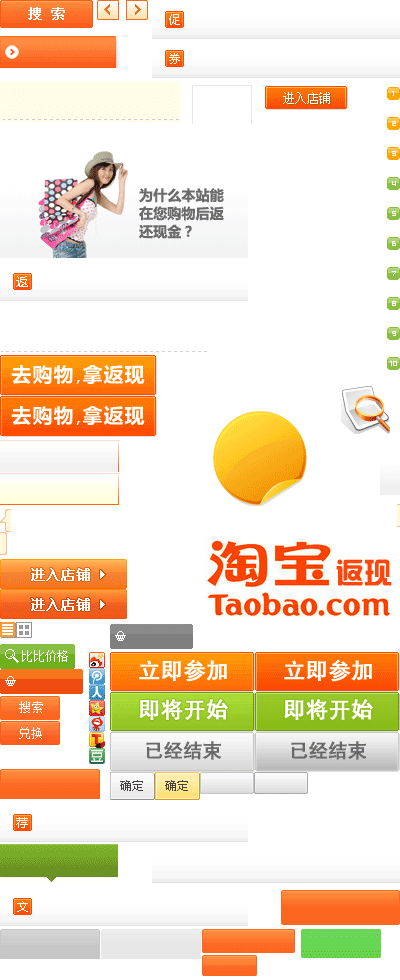 搜 索
促
券
进入店铺
1
2
3
4
5
6
7
8
9
10
为什么本站能
在您购物后返
还现金？
返
去购物,拿返现
去购物,拿返现
淘宝返现
Taobao.com
进入店铺
进入店铺
比比价格
搜索
兑换
豆
立即参加
立即参加
即将开始
即将开始
已经结束
已经结束
确定
确定
荐
文